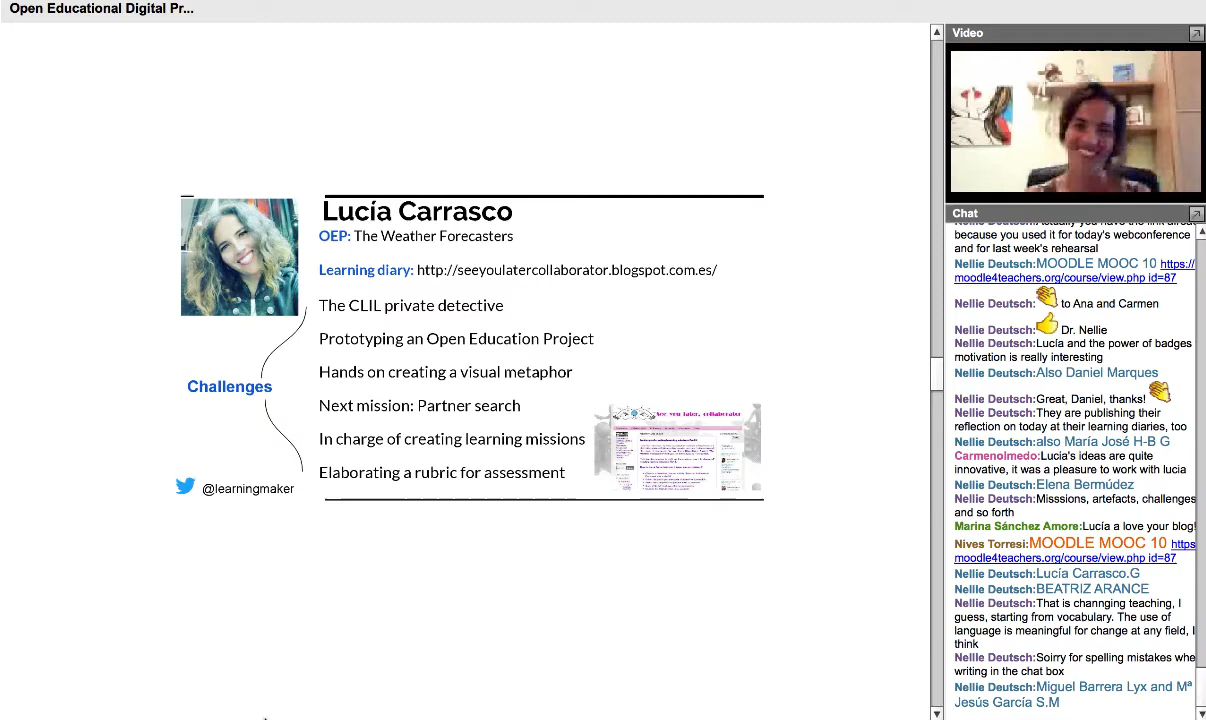 Open Educational Digital Pr...
Lucía Carrasco
OEP: The Weather Forecasters
Learning diary: http://seeyoulatercollaborator.blogspot.com.es/
The CLIL private detective
Prototyping an Open Education Project
Hands on creating a visual metaphor
Next mission: Partner search
In charge of creating learning missions
Elaborating a rubric for assessment
Challenges
@learningmaker
See you later, collaborator
Video
Chat
because you used it for today's webconference
and for last week's rehearsal
Nellie Deutsch:MOODLE MOOC 10 https://
moodle4teachers.org/course/view.php id=87
Nellie Deutsch: to Ana and Carmen
Nellie Deutsch: Dr. Nellie
Nellie Deutsch:Lucía and the power of badges
motivation is really interesting
Nellie Deutsch:Also Daniel Marques
Nellie Deutsch:Great, Daniel, thanks!
Nellie Deutsch:They are publishing their
reflection on today at their learning diaries, too
Nellie Deutsch:also María José H-B G
Carmenolmedo:Lucia's ideas are quite
innovative, it was a pleasure to work with lucia
Nellie Deutsch:Elena Bermúdez
Nellie Deutsch:Misssions, artefacts, challenges
and so forth
Marina Sánchez Amore:Lucía a love your blog!
Nives Torresi:MOODLE MOOC 10 https
moodle4teachers.org/course/view.php id=87
Nellie Deutsch:Lucía Carrasco.G
Nellie Deutsch:BEATRIZ ARANCE
Nellie Deutsch:That is channging teaching, I
guess, starting from vocabulary. The use of
language is meaningful for change at any field, I
think
Nellie Deutsch:Soirry for spelling mistakes whe
writing in the chat box
Nellie Deutsch:Miguel Barrera Lyx and Mª
Jesús García S.M